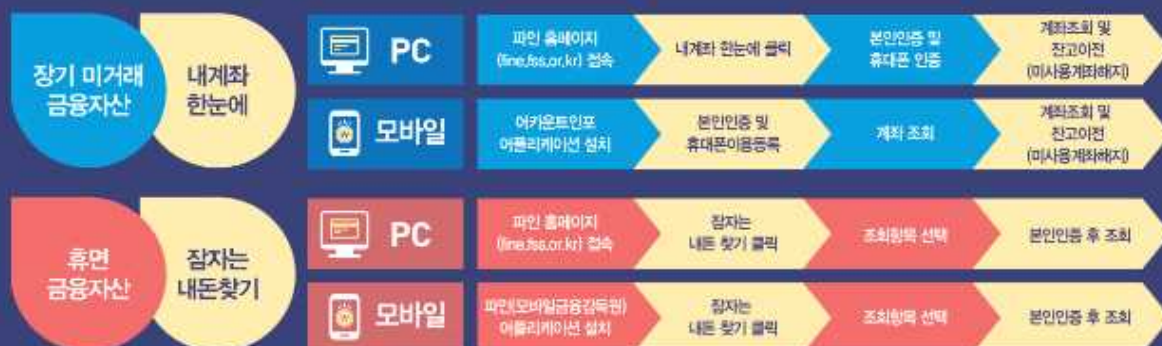 장기 미거래
금융자산
내계좌
한눈에
PC
파인 홈페이지
(fine.fss.or.kr) 접속
내계좌 한눈에 클릭
본인인증 및
휴대폰 인증
계좌조회 및
잔고이전
(미사용계좌해지)
모바일
어카운트인포
어플리케이션 설치
본인인증 및
휴대폰이용등록
계좌 조회
계좌조회 및
잔고이전
(미사용계좌해지)
휴면
금융자산
잠자는
내돈찾기
PC
파인 홈페이지
(fine.fss.or.kr) 접속
잠자는
내돈 찾기 클릭
조회항목 선택
본인인증 후 조회
모바일
파인(모바일금융감독원)
어플리케이션 설치
잠자는
내돈 찾기 클릭
조회항목 선택
본인인증 후 조회